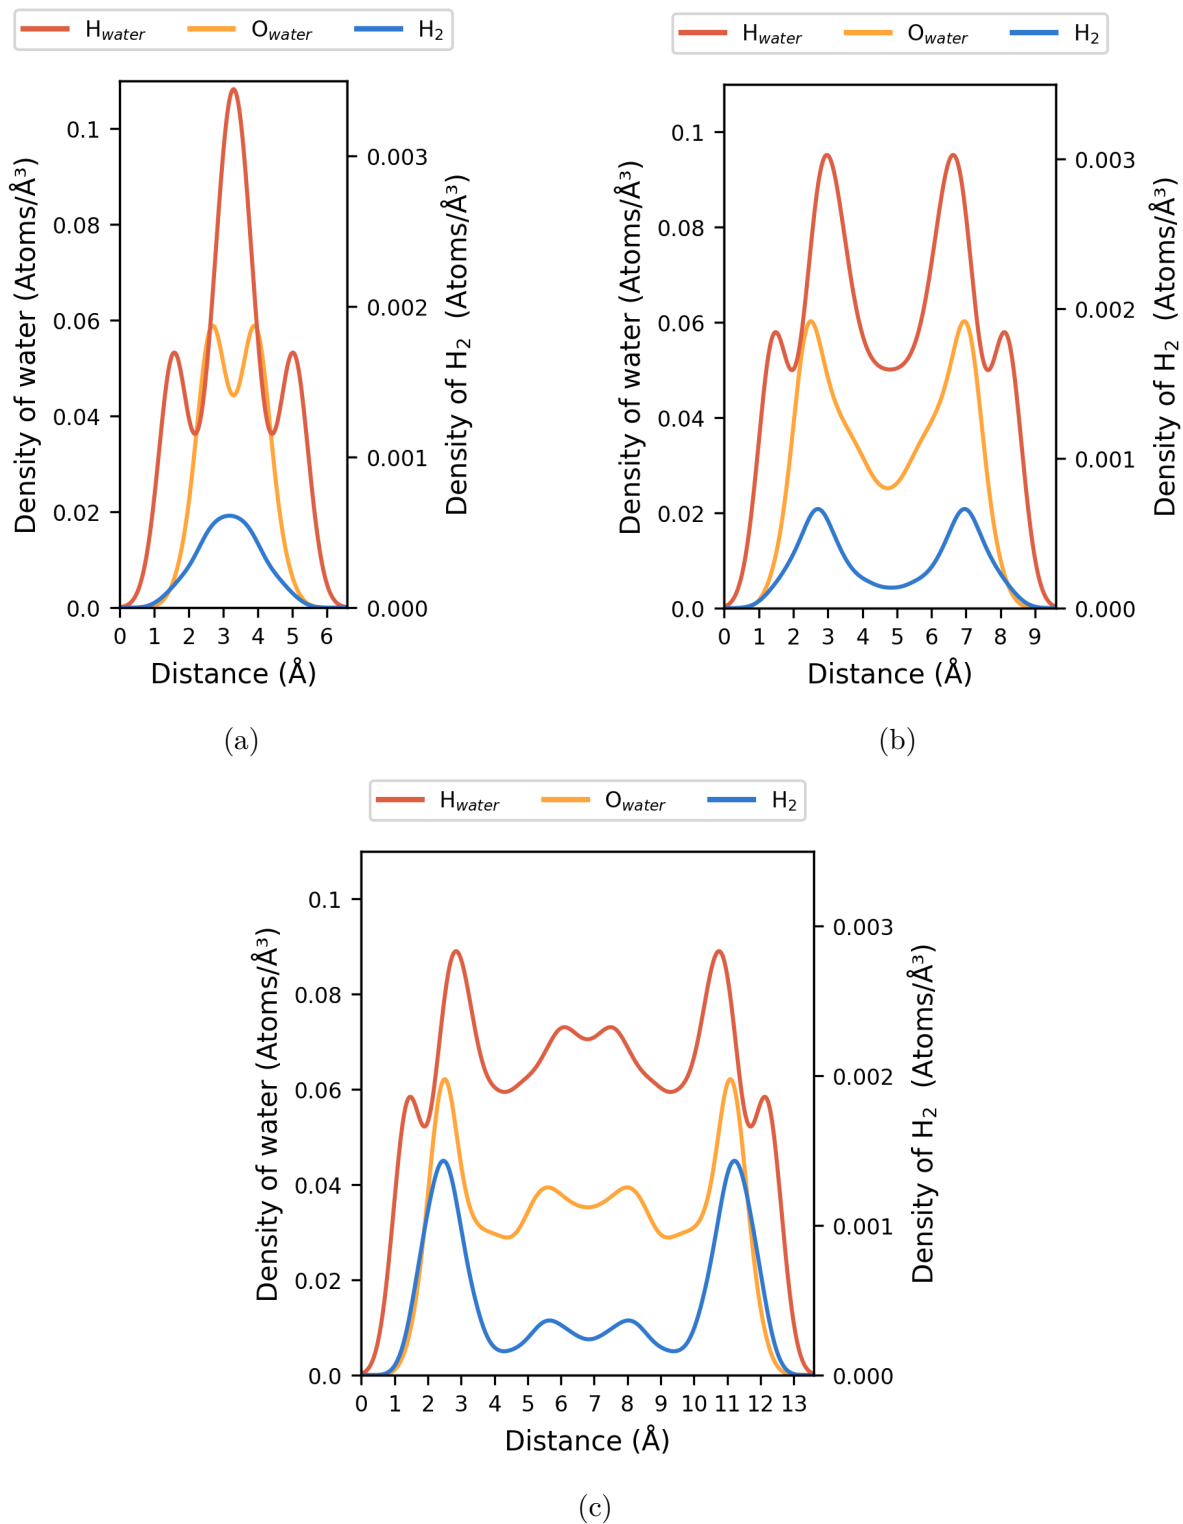 H_water O_water H₂
0.1
0.08
0.06
0.04
0.02
0.0
Density of water (Atoms/Å³)
0.003
0.002
0.001
0.000
Density of H₂ (Atoms/Å³)
0 1 2 3 4 5 6
Distance (Å)
(a)
H_water O_water H₂
0.1
0.08
0.06
0.04
0.02
0.0
Density of water (Atoms/Å³)
0.003
0.002
0.001
0.000
Density of H₂ (Atoms/Å³)
0 1 2 3 4 5 6 7 8 9
Distance (Å)
(b)
H_water O_water H₂
0.1
0.08
0.06
0.04
0.02
0.0
Density of water (Atoms/Å³)
0.003
0.002
0.001
0.000
Density of H₂ (Atoms/Å³)
0 1 2 3 4 5 6 7 8 9 10 11 12 13
Distance (Å)
(c)